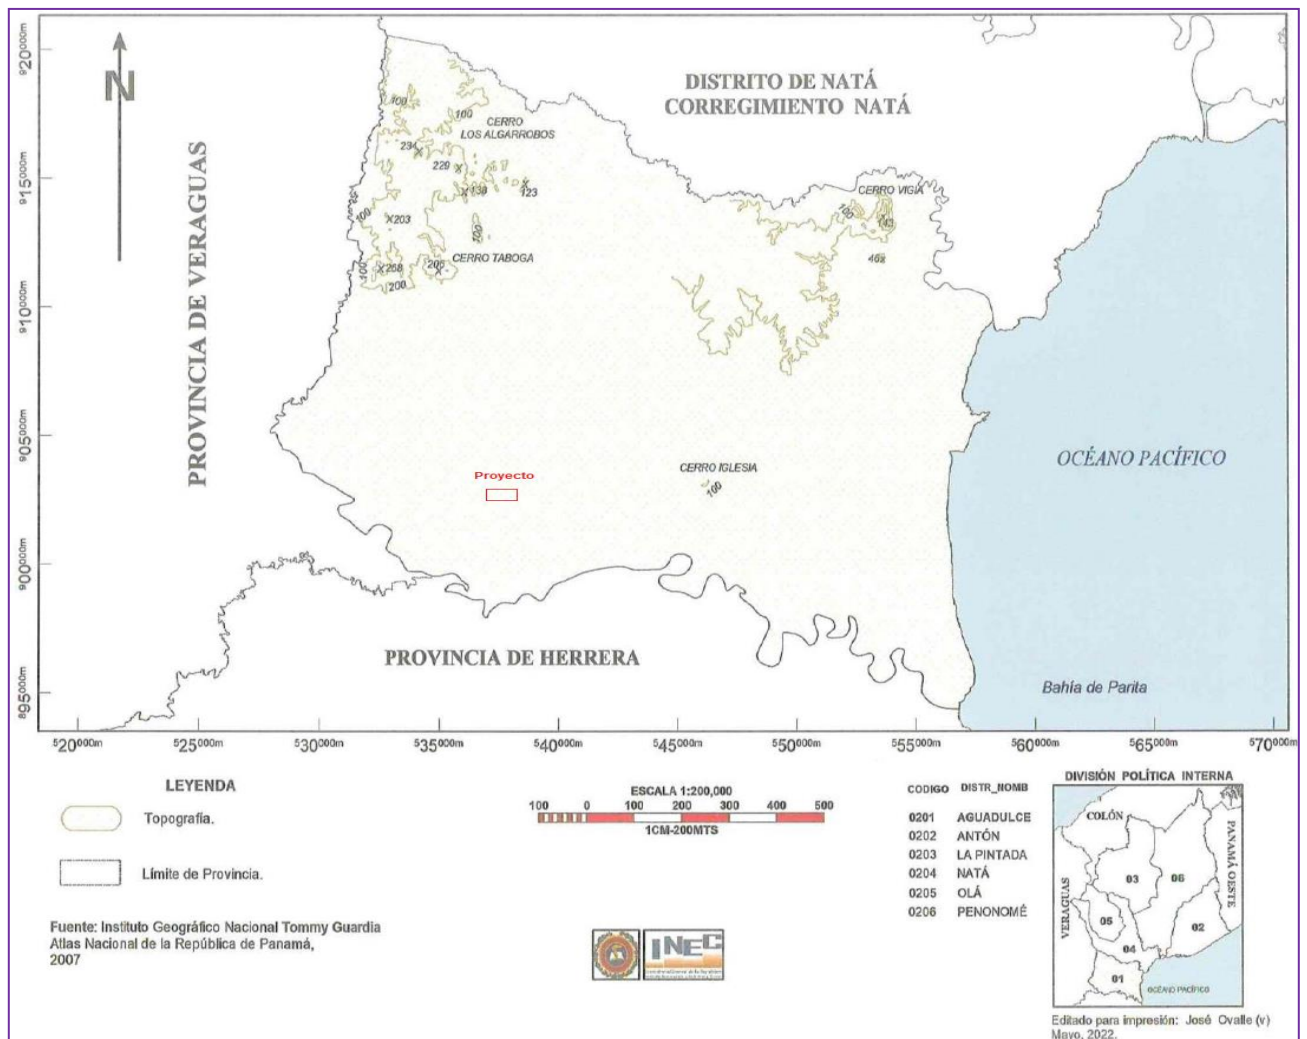 920000m
N
DISTRITO DE NATÁ
CORREGIMIENTO NATÁ
100
100
CERRO
LOS ALGARROBOS
234
229
138
123
915000m
PROVINCIA DE VERAGUAS
CERRO VIGÍA
100
143
100
203
100
46x
205
CERRO TABOGA
100
258
200
910000m
905000m
OCÉANO PACÍFICO
CERRO IGLESIA
100
Proyecto
900000m
PROVINCIA DE HERRERA
895000m
Bahía de Parita
520000m 525000m 530000m 535000m 540000m 545000m 550000m 555000m 560000m 565000m 570000m
LEYENDA
Topografía.
Límite de Provincia.
ESCALA 1:200,000
100 0 100 200 300 400 500
1CM-200MTS
CODIGO DISTR_NOMB
0201 AGUADULCE
0202 ANTÓN
0203 LA PINTADA
0204 NATÁ
0205 OLÁ
0206 PENONOMÉ
DIVISIÓN POLÍTICA INTERNA
COLÓN
PANAMÁ OESTE
VERAGUAS
03
06
05
02
04
01
OCÉANO PACÍFICO
Fuente: Instituto Geográfico Nacional Tommy Guardia
Atlas Nacional de la República de Panamá,
2007
INEC
Editado para impresión: José Ovalle (v)
Mayo, 2022.